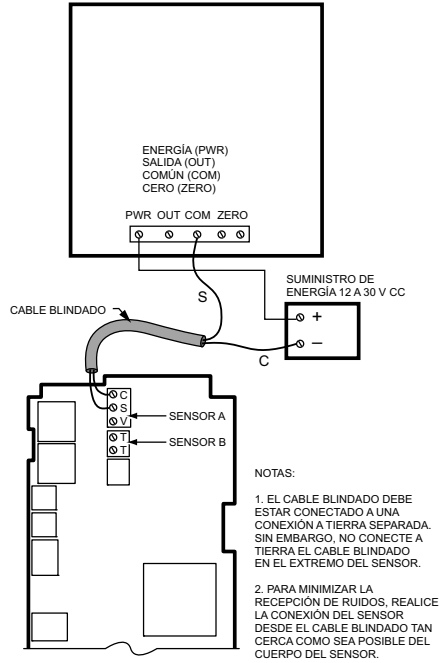 ENERGÍA (PWR)
SALIDA (OUT)
COMÚN (COM)
CERO (ZERO)
PWR OUT COM ZERO
SUMINISTRO DE
ENERGÍA 12 A 30 V CC
S
+
–
C
CABLE BLINDADO
C
S
V
SENSOR A
T
T
SENSOR B
NOTAS:
1. EL CABLE BLINDADO DEBE
ESTAR CONECTADO A UNA
CONEXIÓN A TIERRA SEPARADA.
SIN EMBARGO, NO CONECTE A
TIERRA EL CABLE BLINDADO
EN EL EXTREMO DEL SENSOR.
2. PARA MINIMIZAR LA
RECEPCIÓN DE RUIDOS, REALICE
LA CONEXIÓN DEL SENSOR
DESDE EL CABLE BLINDADO TAN
CERCA COMO SEA POSIBLE DEL
CUERPO DEL SENSOR.